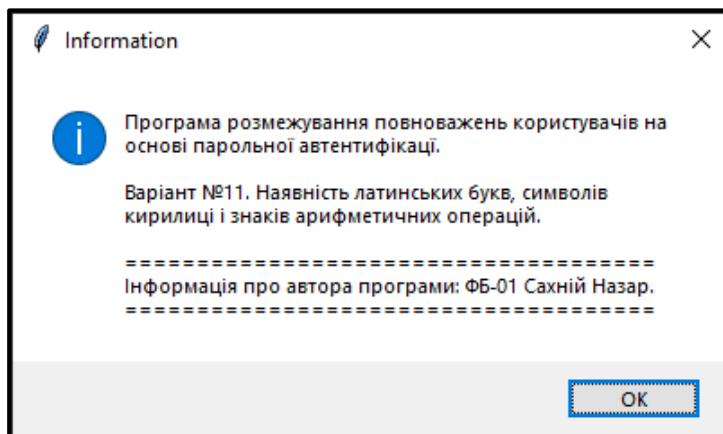 Information
Програма розмежування повноважень користувачів на
основі парольної автентифікацї.
Варіант №11. Наявність латинських букв, символів
кирилиці і знаків арифметичних операцій.
=====================================
Інформація про автора програми: ФБ-01 Сахній Назар.
=====================================
OK